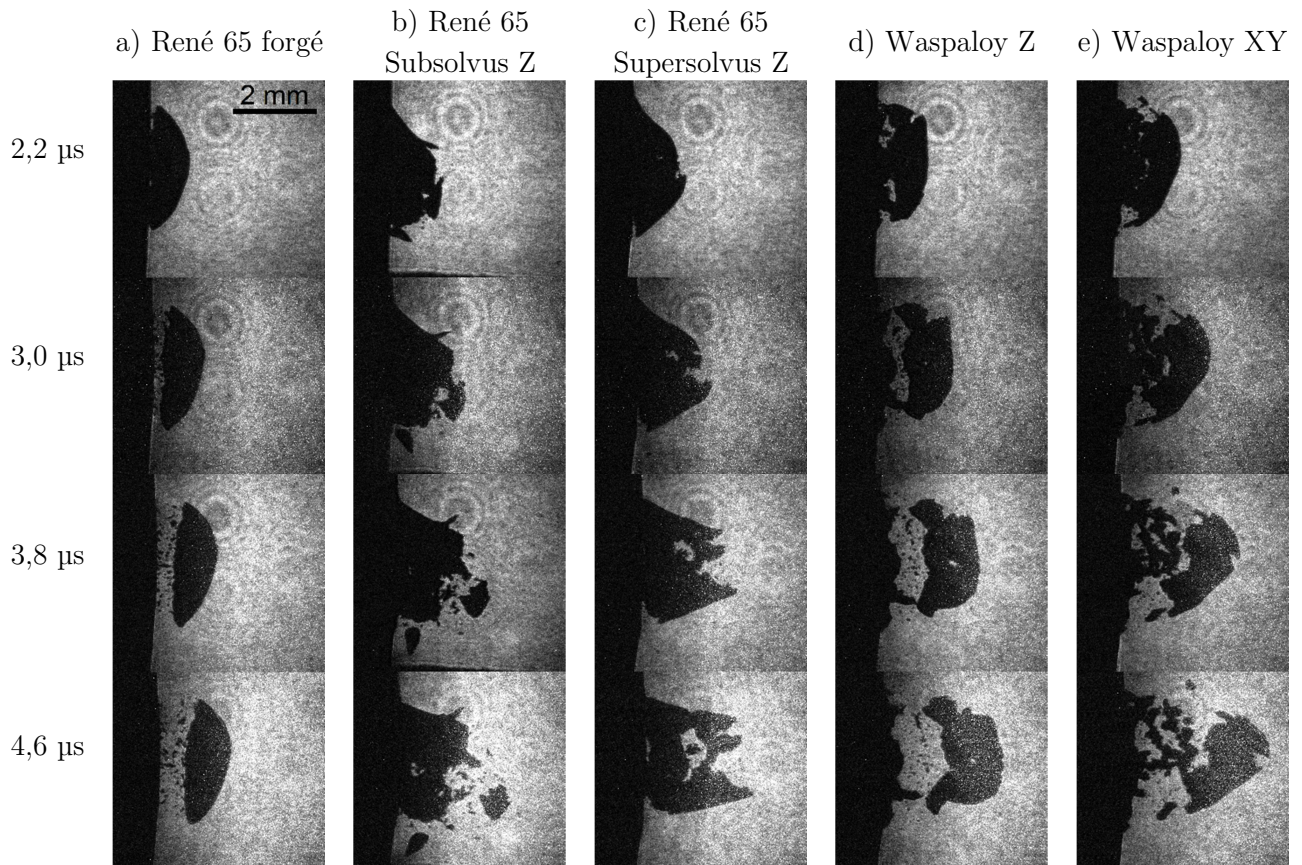 a) René 65 forgé
b) René 65
Subsolvus Z
c) René 65
Supersolvus Z
d) Waspaloy Z
e) Waspaloy XY
2 mm
2,2 µs
3,0 µs
3,8 µs
4,6 µs